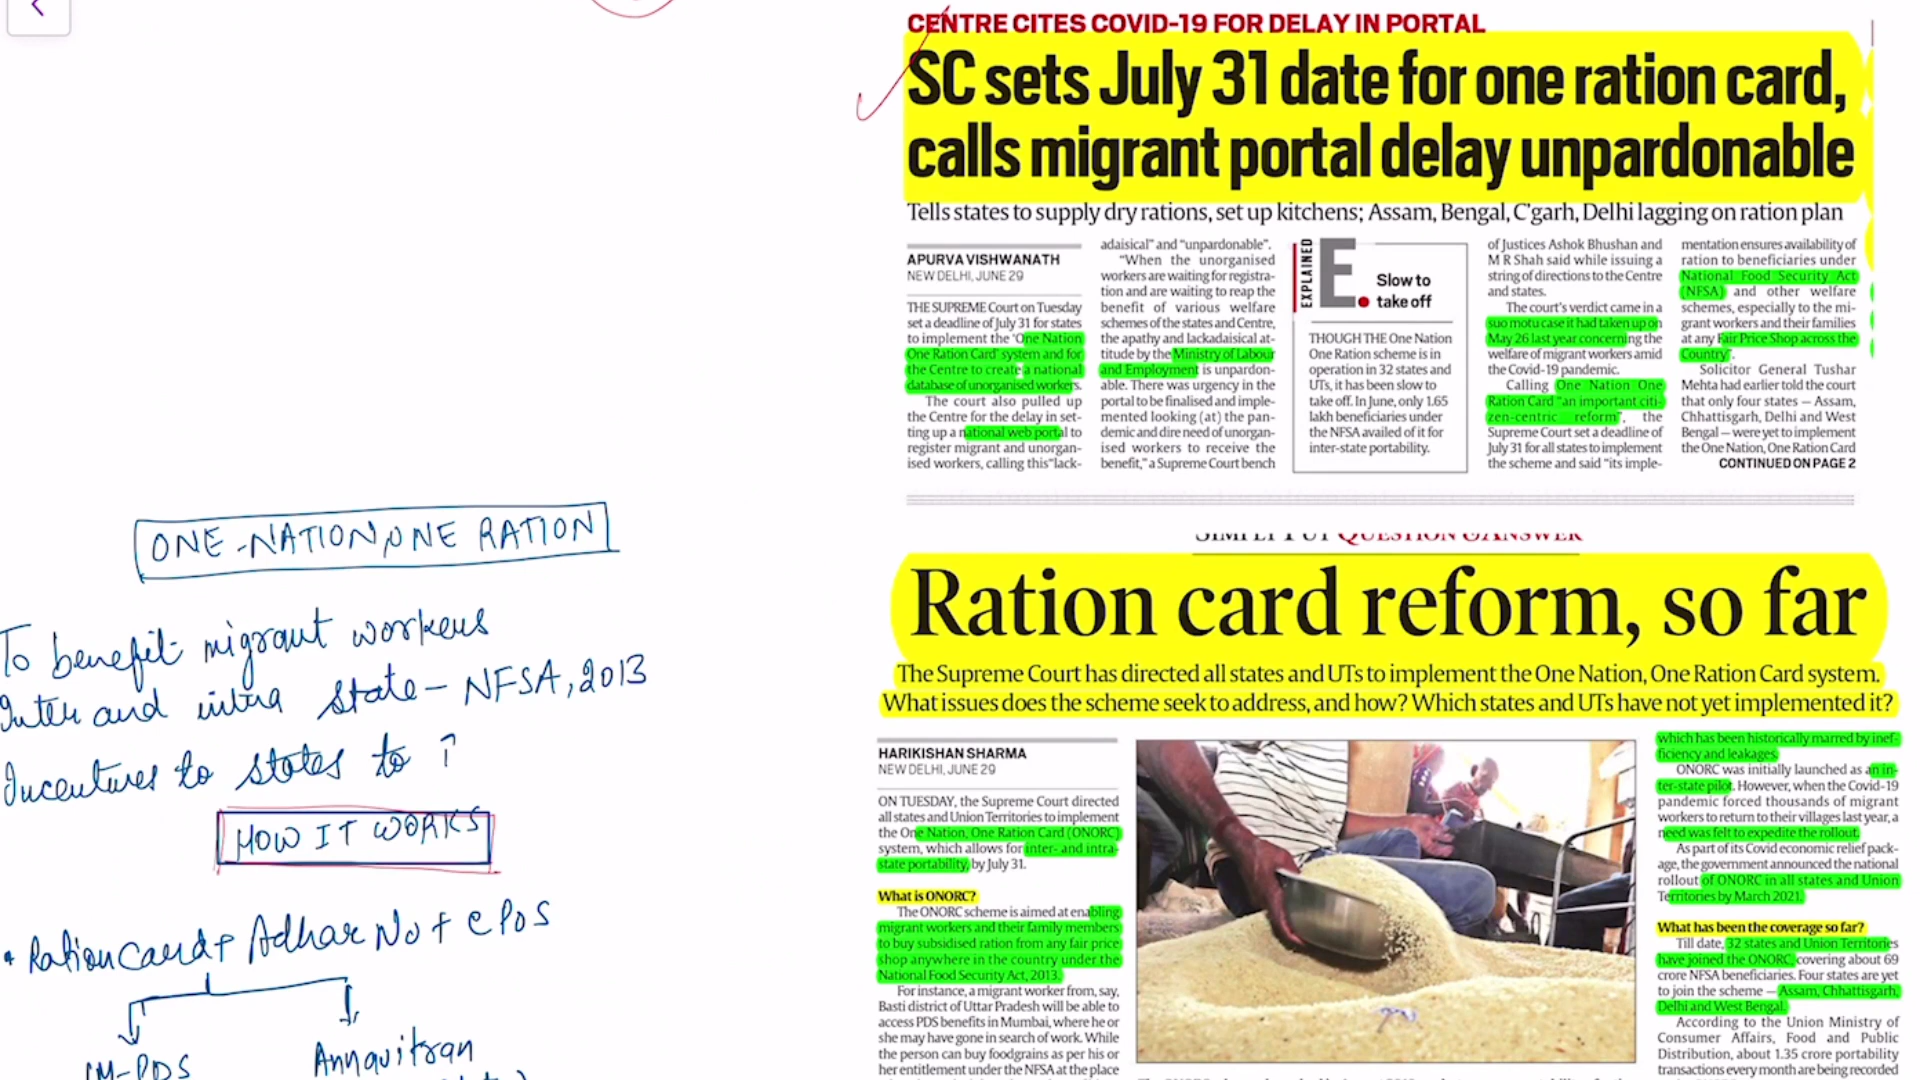 ONE-NATION, ONE RATION
To benefit migrant workers
Inter and intra state - NFSA, 2013
Incentives to states to ↑
HOW IT WORKS
• Ration card + Adhar No + ePoS
IM-PDS
Annavitran
CENTRE CITES COVID-19 FOR DELAY IN PORTAL
SC sets July 31 date for one ration card,
calls migrant portal delay unpardonable
Tells states to supply dry rations, set up kitchens; Assam, Bengal, C'garh, Delhi lagging on ration plan
APURVA VISHWANATH
NEW DELHI, JUNE 29
THE SUPREME Court on Tuesday
set a deadline of July 31 for states
to implement the 'One Nation
One Ration Card' system and for
the Centre to create a national
database of unorganised workers.
The court also pulled up
the Centre for the delay in set-
ting up a national web portal to
register migrant and unorgan-
ised workers, calling this "lack-
adaisical" and "unpardonable".
"When the unorganised
workers are waiting for registra-
tion and are waiting to reap the
benefit of various welfare
schemes of the states and Centre,
the apathy and lackadaisical at-
titude by the Ministry of Labour
and Employment is unpardon-
able. There was urgency in the
portal to be finalised and imple-
mented looking (at) the pan-
demic and dire need of unorgan-
ised workers to receive the
benefit," a Supreme Court bench
EXPLAINED
E.
Slow to
take off
THOUGH THE One Nation
One Ration scheme is in
operation in 32 states and
UTs, it has been slow to
take off. In June, only 1.65
lakh beneficiaries under
the NFSA availed of it for
inter-state portability.
of Justices Ashok Bhushan and
M R Shah said while issuing a
string of directions to the Centre
and states.
The court's verdict came in a
suo motu case it had taken up on
May 26 last year concerning the
welfare of migrant workers amid
the Covid-19 pandemic.
Calling One Nation One
Ration Card "an important citi-
zen-centric reform", the
Supreme Court set a deadline of
July 31 for all states to implement
the scheme and said "its imple-
mentation ensures availability of
ration to beneficiaries under
National Food Security Act
(NFSA) and other welfare
schemes, especially to the mi-
grant workers and their families
at any Fair Price Shop across the
Country".
Solicitor General Tushar
Mehta had earlier told the court
that only four states — Assam,
Chhattisgarh, Delhi and West
Bengal — were yet to implement
the One Nation, One Ration Card
CONTINUED ON PAGE 2
SIMPLY PUT QUESTION & ANSWER
Ration card reform, so far
The Supreme Court has directed all states and UTs to implement the One Nation, One Ration Card system.
What issues does the scheme seek to address, and how? Which states and UTs have not yet implemented it?
HARIKISHAN SHARMA
NEW DELHI, JUNE 29
ON TUESDAY, the Supreme Court directed
all states and Union Territories to implement
the One Nation, One Ration Card (ONORC)
system, which allows for inter- and intra-
state portability, by July 31.
What is ONORC?
The ONORC scheme is aimed at enabling
migrant workers and their family members
to buy subsidised ration from any fair price
shop anywhere in the country under the
National Food Security Act, 2013.
For instance, a migrant worker from, say,
Basti district of Uttar Pradesh will be able to
access PDS benefits in Mumbai, where he or
she may have gone in search of work. While
the person can buy foodgrains as per his or
her entitlement under the NFSA at the place
which has been historically marred by inef-
ficiency and leakages.
ONORC was initially launched as an in-
ter-state pilot. However, when the Covid-19
pandemic forced thousands of migrant
workers to return to their villages last year, a
need was felt to expedite the rollout.
As part of its Covid economic relief pack-
age, the government announced the national
rollout of ONORC in all states and Union
Territories by March 2021.
What has been the coverage so far?
Till date, 32 states and Union Territories
have joined the ONORC, covering about 69
crore NFSA beneficiaries. Four states are yet
to join the scheme — Assam, Chhattisgarh,
Delhi and West Bengal.
According to the Union Ministry of
Consumer Affairs, Food and Public
Distribution, about 1.35 crore portability
transactions every month are being recorded